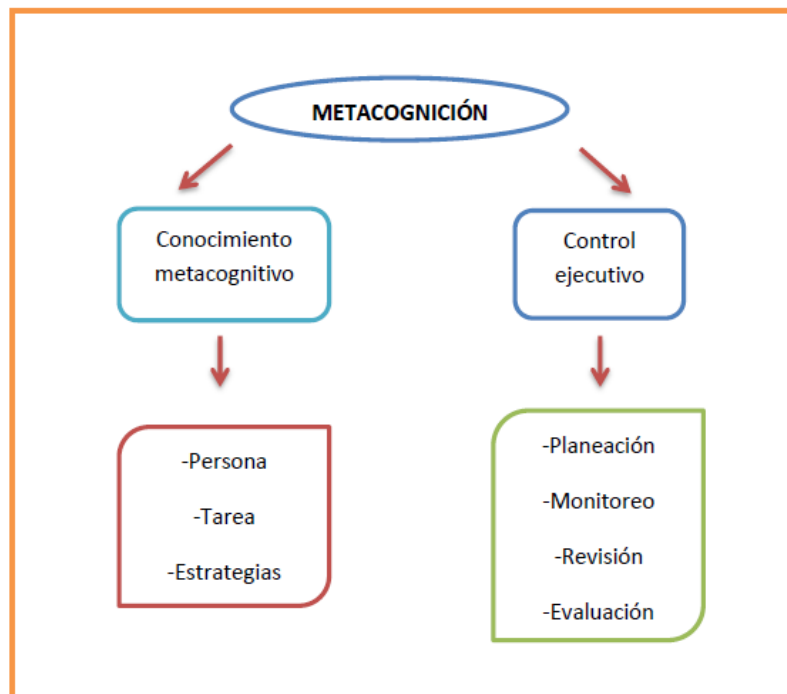 METACOGNICIÓN
Conocimiento
metacognitivo
Control
ejecutivo
-Persona
-Tarea
-Estrategias
-Planeación
-Monitoreo
-Revisión
-Evaluación